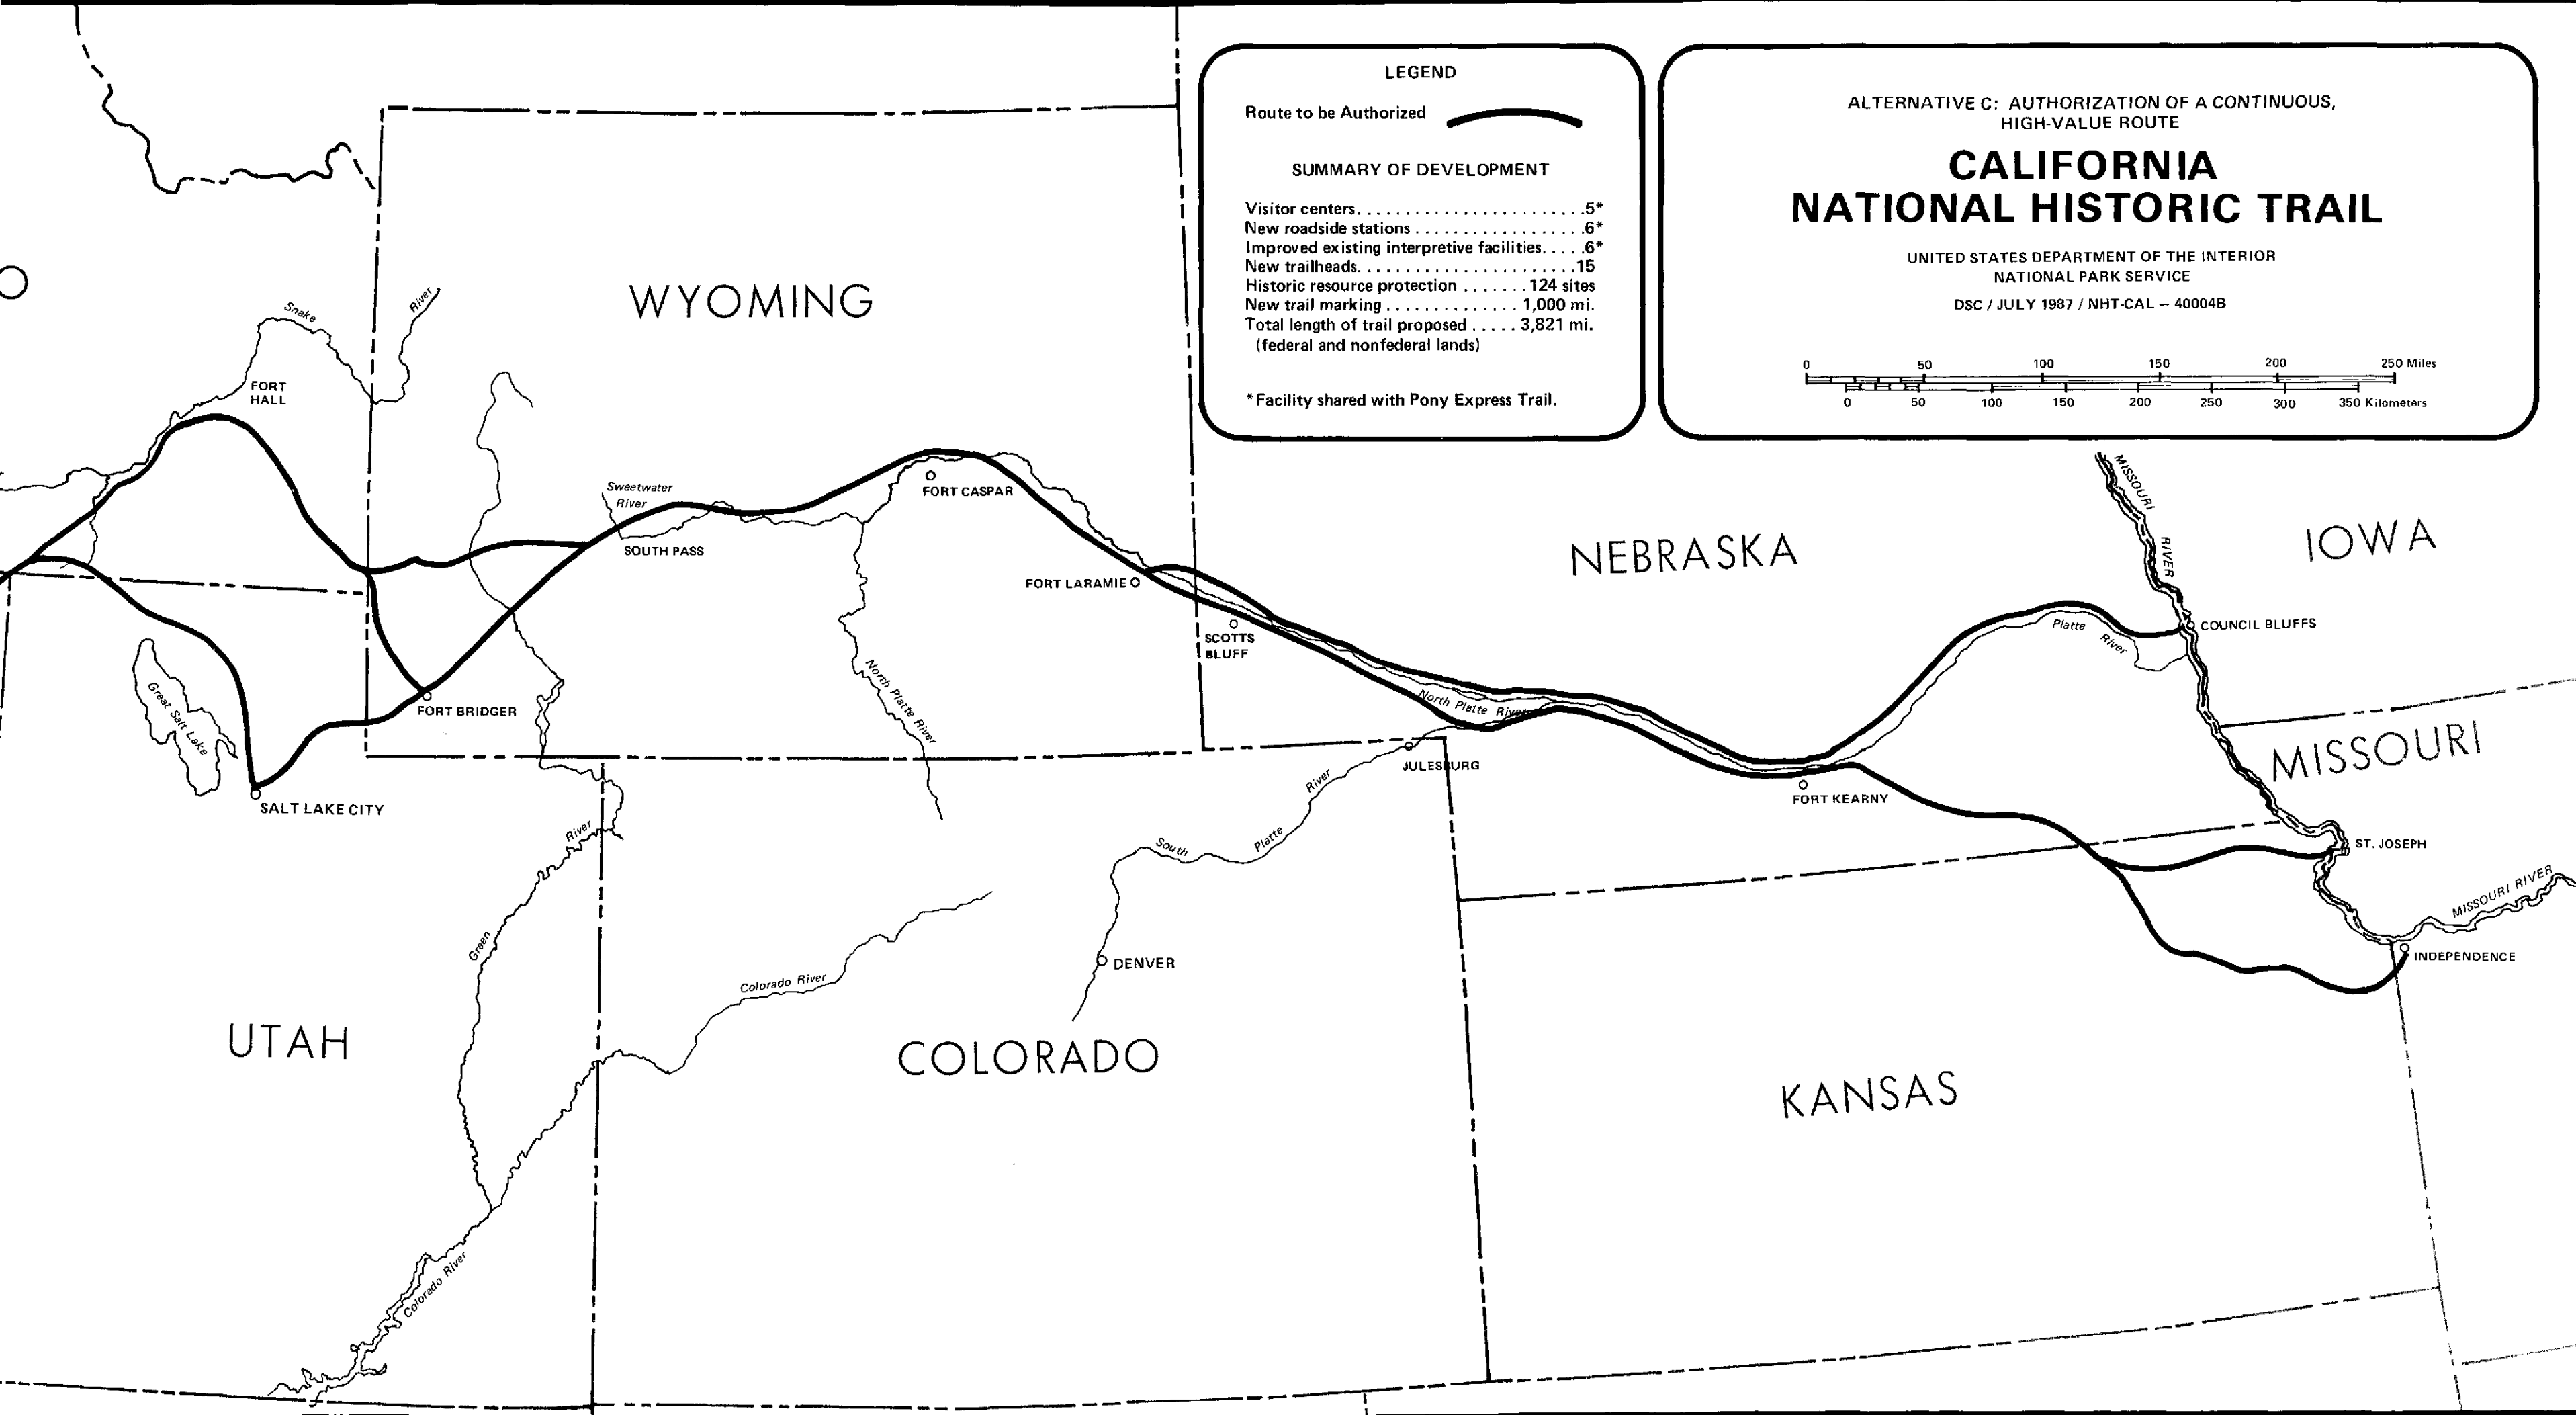 LEGEND
Route to be Authorized
SUMMARY OF DEVELOPMENT
Visitor centers. . . . . . . . . . . . . . . . . . . . . . . .5*
New roadside stations . . . . . . . . . . . . . . . . . .6*
Improved existing interpretive facilities. . . . .6*
New trailheads. . . . . . . . . . . . . . . . . . . . . . .15
Historic resource protection . . . . . . . 124 sites
New trail marking . . . . . . . . . . . . . . 1,000 mi.
Total length of trail proposed . . . . . 3,821 mi.
(federal and nonfederal lands)
*Facility shared with Pony Express Trail.
ALTERNATIVE C: AUTHORIZATION OF A CONTINUOUS,
HIGH-VALUE ROUTE
CALIFORNIA
NATIONAL HISTORIC TRAIL
UNITED STATES DEPARTMENT OF THE INTERIOR
NATIONAL PARK SERVICE
DSC / JULY 1987 / NHT-CAL – 40004B
0 50 100 150 200 250 Miles
0 50 100 150 200 250 300 350 Kilometers
O
WYOMING
Snake
River
FORT
HALL
Sweetwater
River
SOUTH PASS
FORT CASPAR
FORT LARAMIE
SCOTTS
BLUFF
NEBRASKA
IOWA
MISSOURI
RIVER
COUNCIL BLUFFS
Platte
River
Great Salt Lake
FORT BRIDGER
North Platte River
North Platte River
JULESBURG
MISSOURI
SALT LAKE CITY
FORT KEARNY
River
River
South
Platte
ST. JOSEPH
MISSOURI RIVER
Green
Colorado River
DENVER
INDEPENDENCE
UTAH
COLORADO
KANSAS
Colorado River